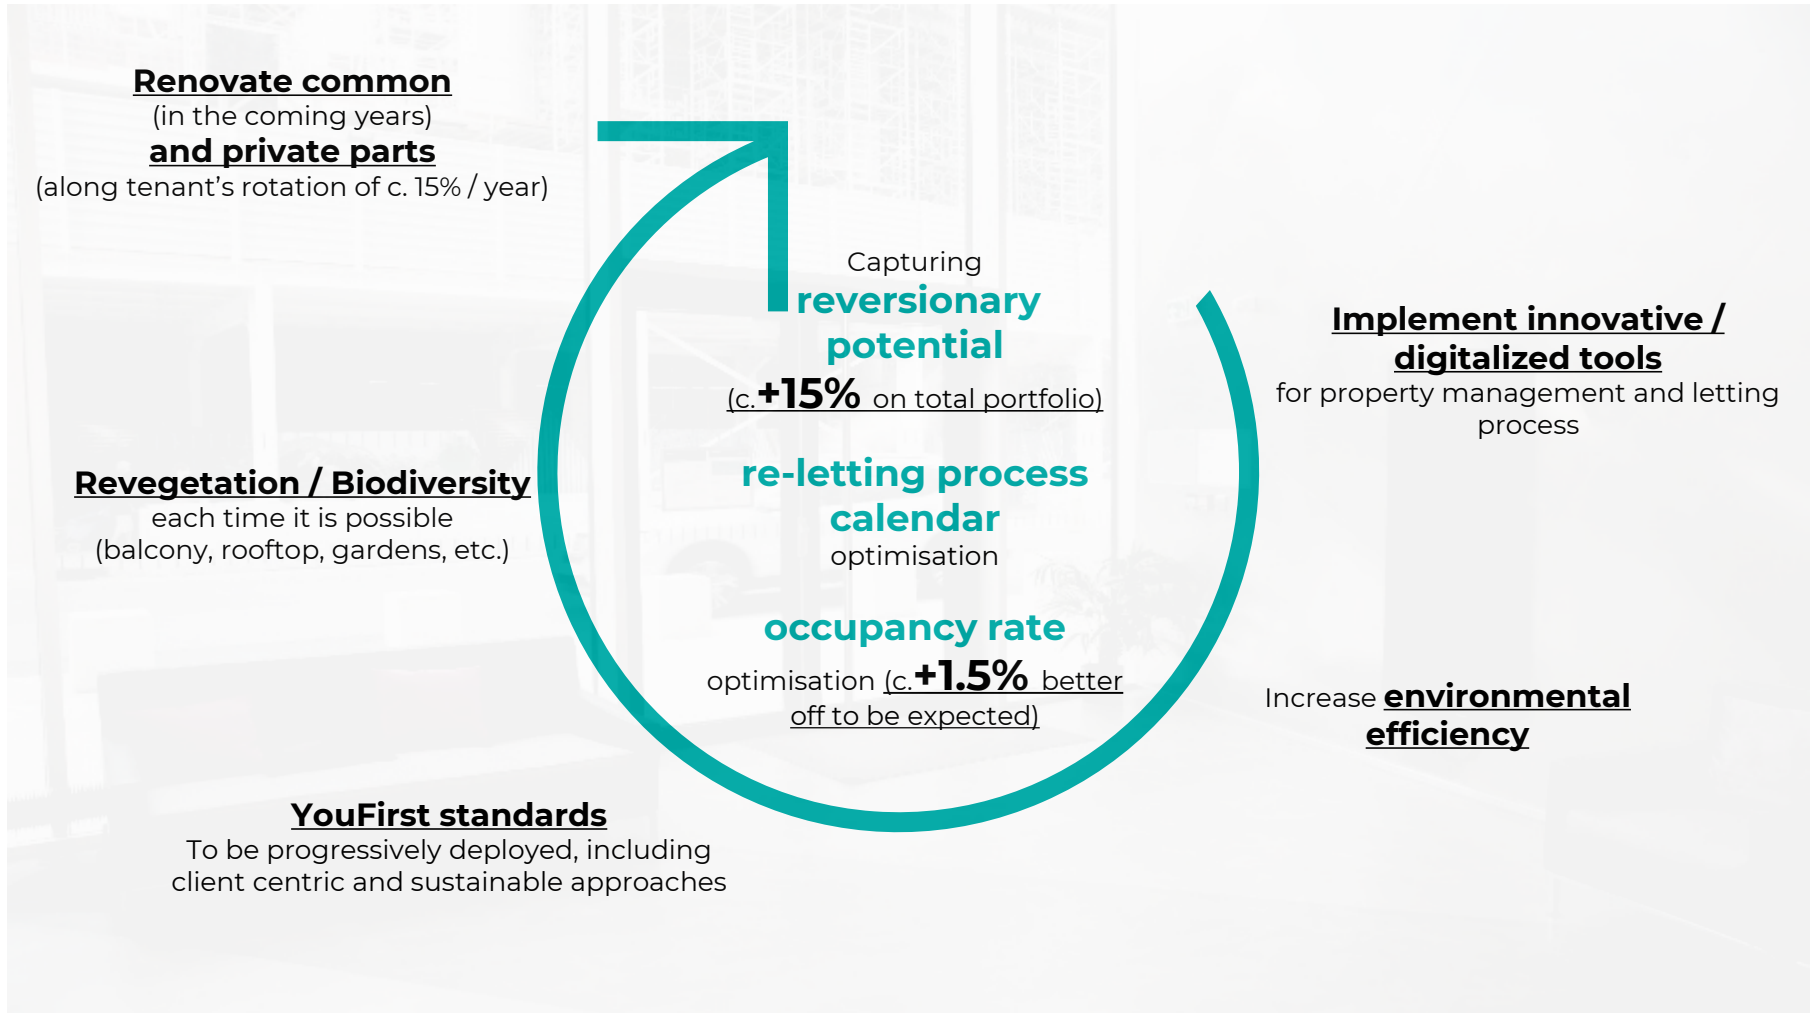 Renovate common
(in the coming years)
and private parts
(along tenant’s rotation of c. 15% / year)
Capturing
reversionary
potential
(c.+15% on total portfolio)
re-letting process
calendar
optimisation
occupancy rate
optimisation (c.+1.5% better
off to be expected)
Implement innovative /
digitalized tools
for property management and letting
process
Revegetation / Biodiversity
each time it is possible
(balcony, rooftop, gardens, etc.)
Increase environmental
efficiency
YouFirst standards
To be progressively deployed, including
client centric and sustainable approaches